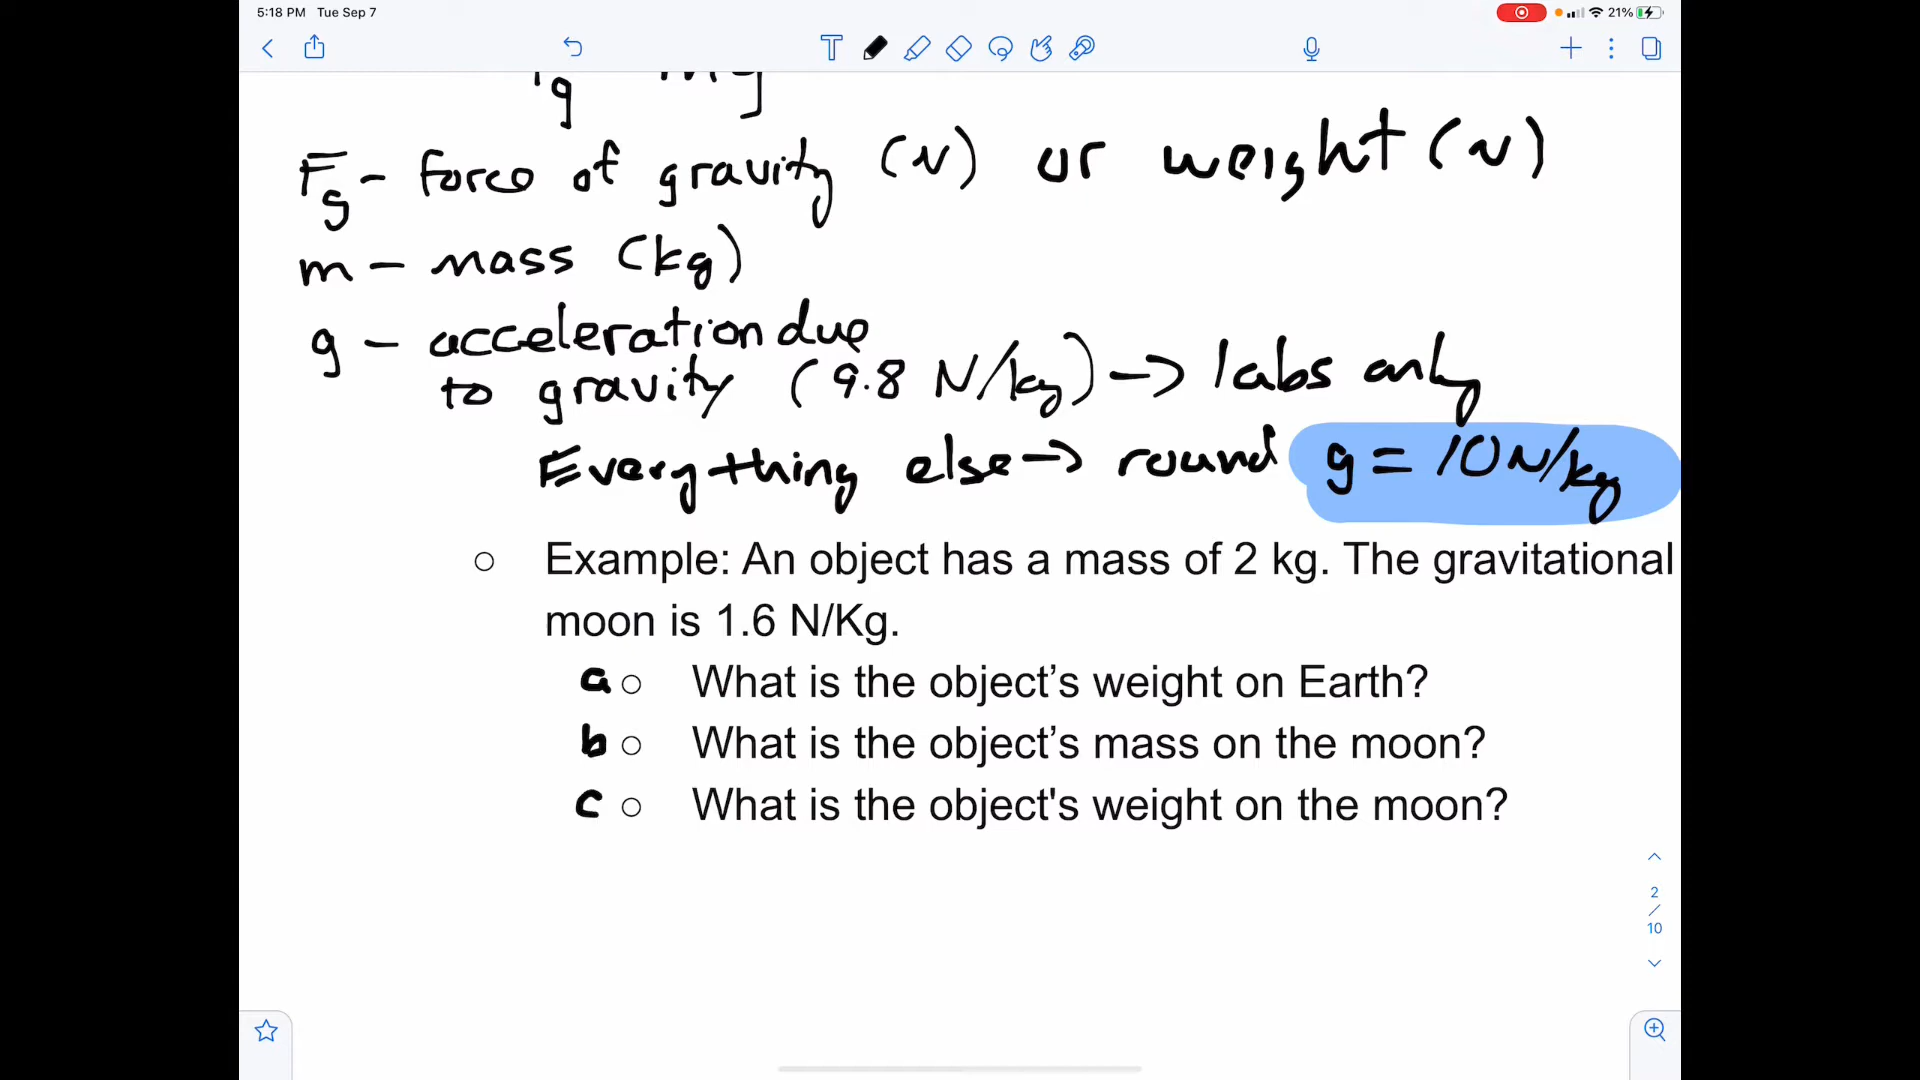 5:18 PM Tue Sep 7
21%
g mg
Fg - force of gravity (N) or weight (N)
m - mass (kg)
g - acceleration due
to gravity (9.8 N/kg) -> labs only
Everything else -> round g = 10 N/kg
○ Example: An object has a mass of 2 kg. The gravitational
moon is 1.6 N/Kg.
a ○ What is the object’s weight on Earth?
b ○ What is the object’s mass on the moon?
c ○ What is the object's weight on the moon?
2
/
10